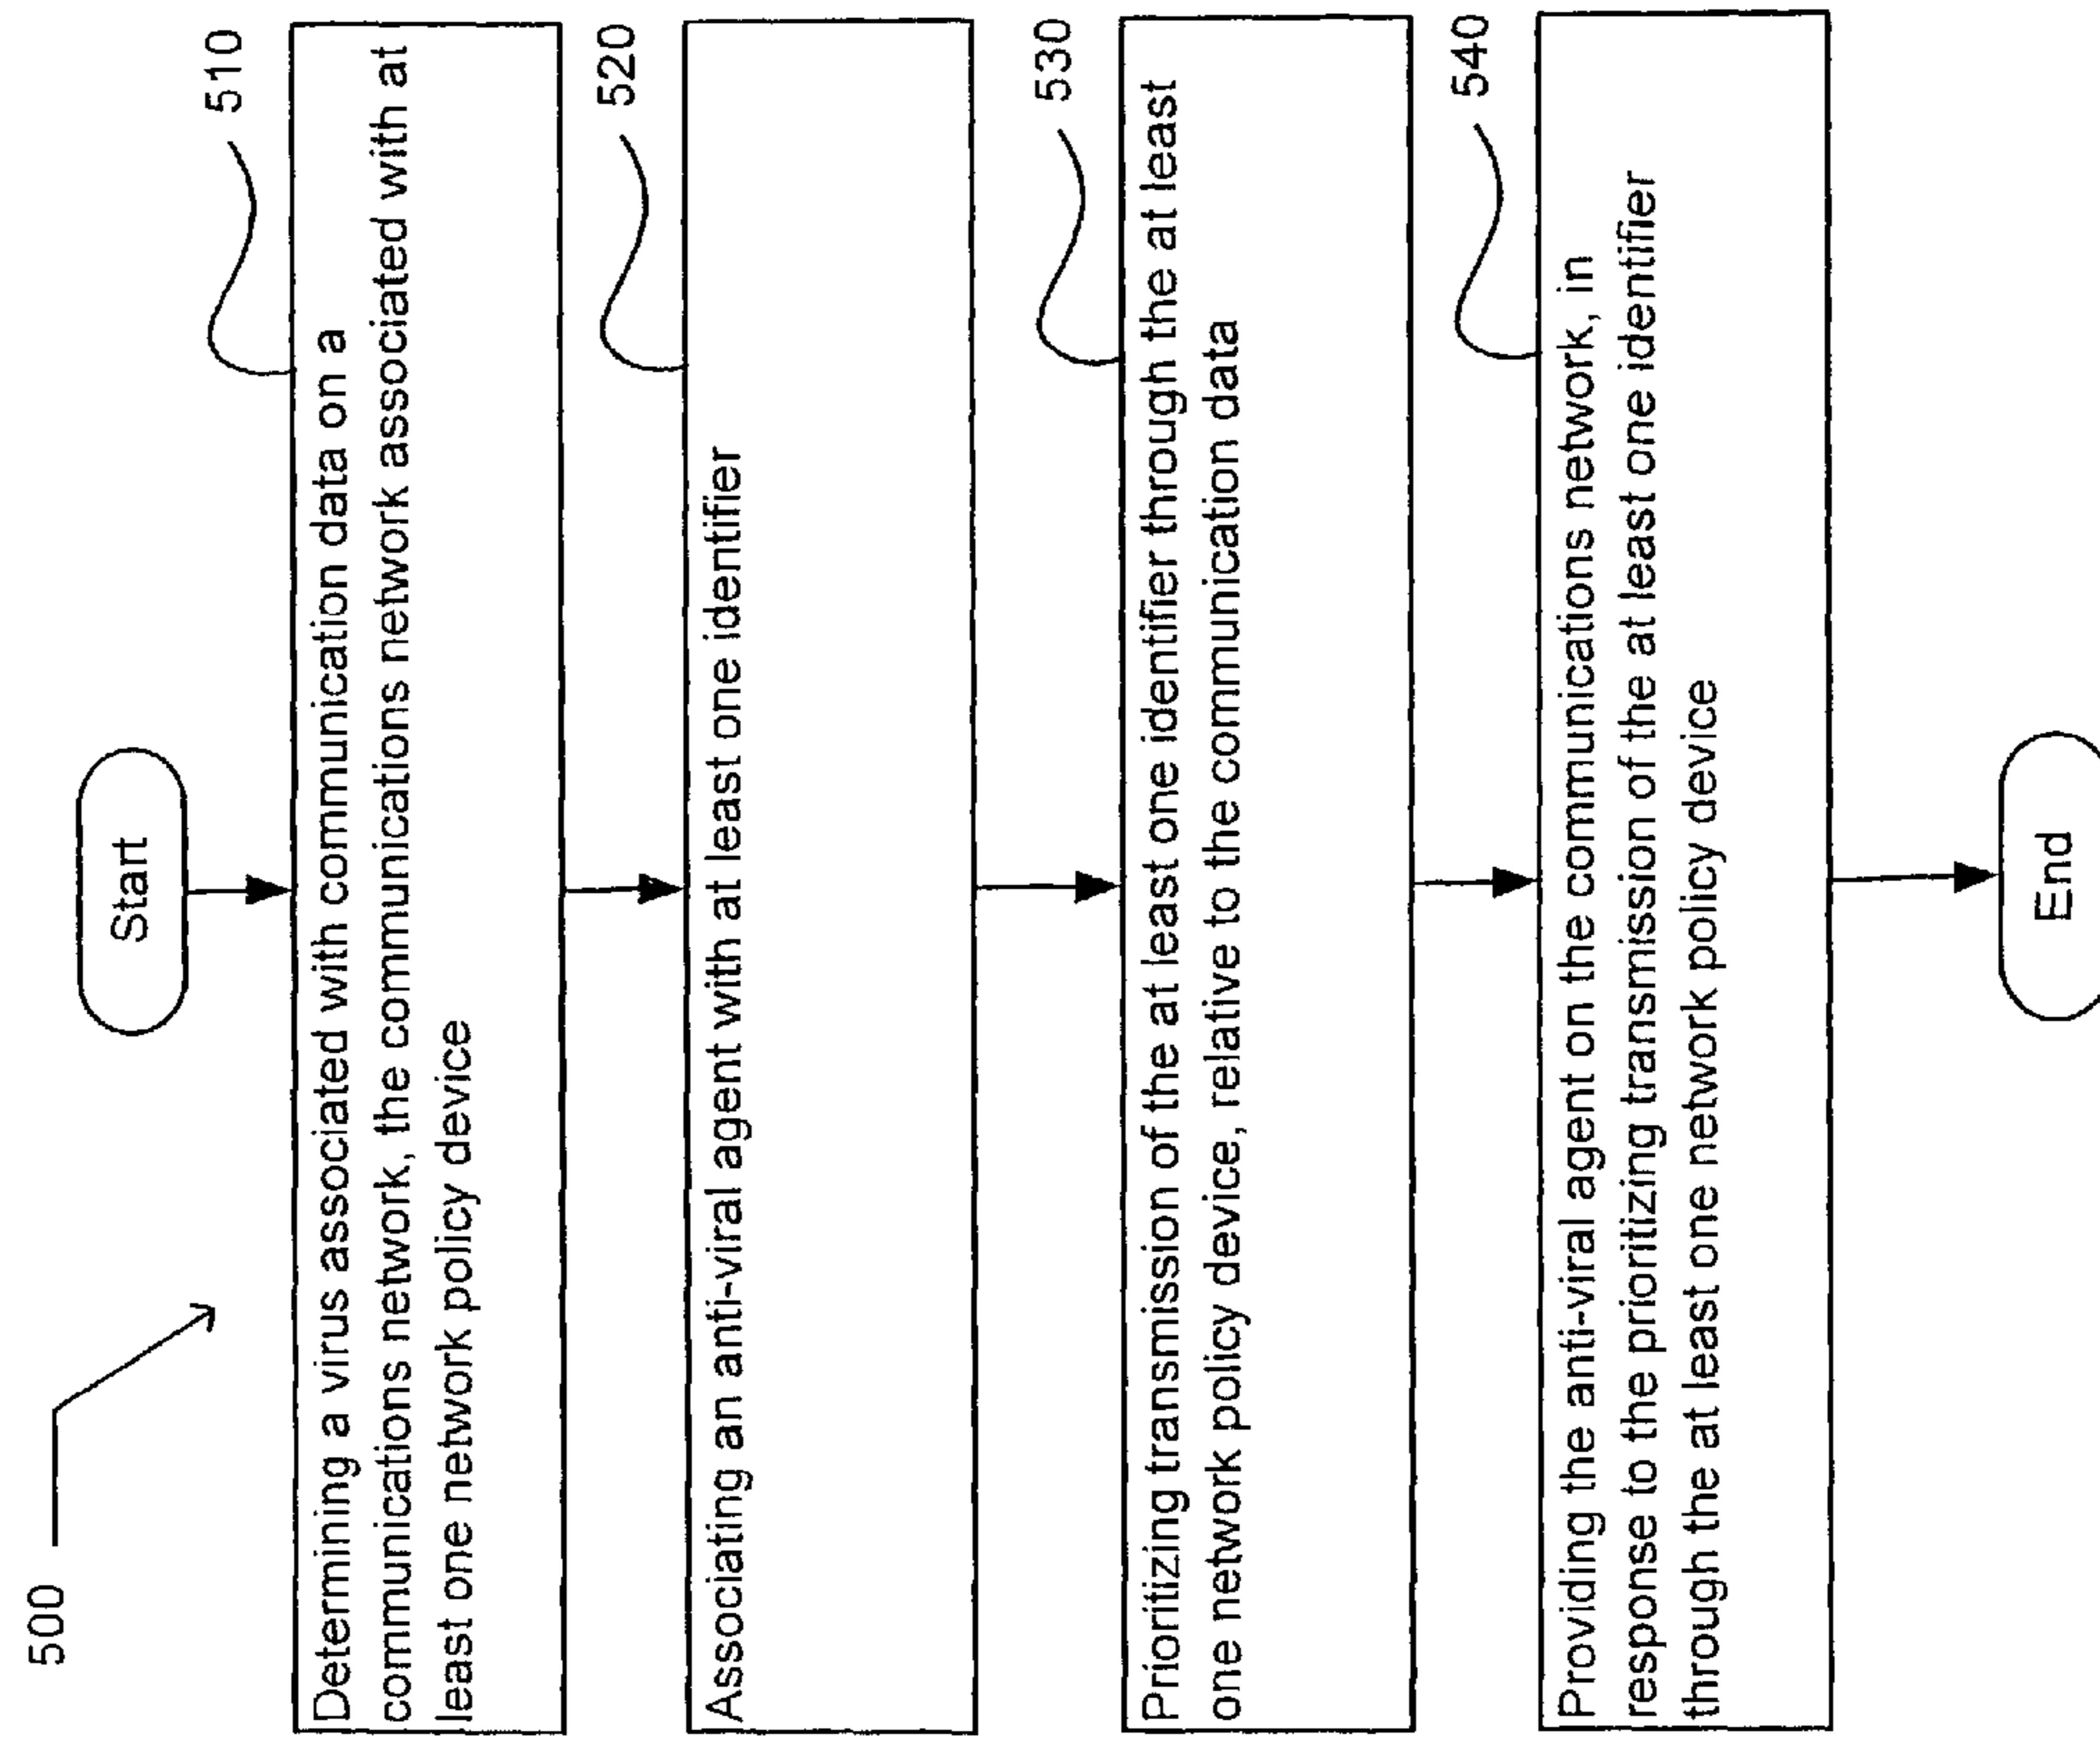 500
Start
510
Determining a virus associated with communication data on a
communications network, the communications network associated with at
least one network policy device
520
Associating an anti-viral agent with at least one identifier
530
Prioritizing transmission of the at least one identifier through the at least
one network policy device, relative to the communication data
540
Providing the anti-viral agent on the communications network, in
response to the prioritizing transmission of the at least one identifier
through the at least one network policy device
End